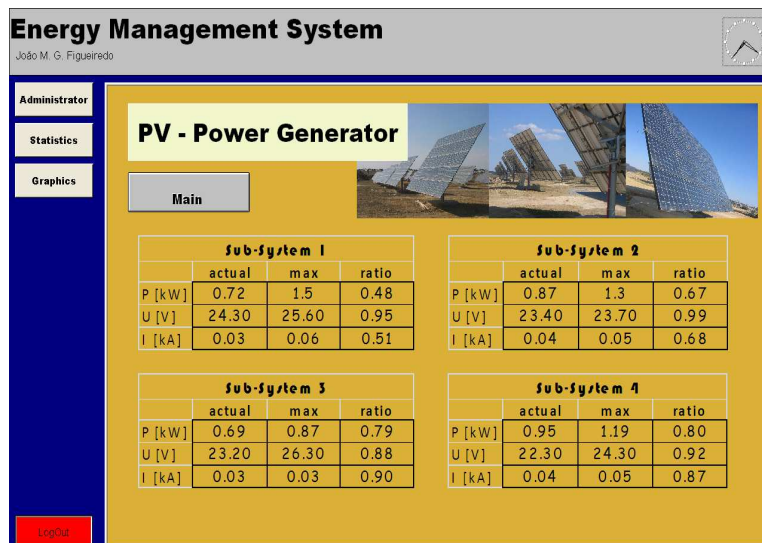 Energy Management System
João M. G. Figueiredo
Administrator
Statistics
Graphics
PV - Power Generator
Main
Sub-System 1
actual max ratio
P [kW] 0.72 1.5 0.48
U [V] 24.30 25.60 0.95
I [kA] 0.03 0.06 0.51
Sub-System 2
actual max ratio
P [kW] 0.87 1.3 0.67
U [V] 23.40 23.70 0.99
I [kA] 0.04 0.05 0.68
Sub-System 3
actual max ratio
P [kW] 0.69 0.87 0.79
U [V] 23.20 26.30 0.88
I [kA] 0.03 0.03 0.90
Sub-System 4
actual max ratio
P [kW] 0.95 1.19 0.80
U [V] 22.30 24.30 0.92
I [kA] 0.04 0.05 0.87
LogOut